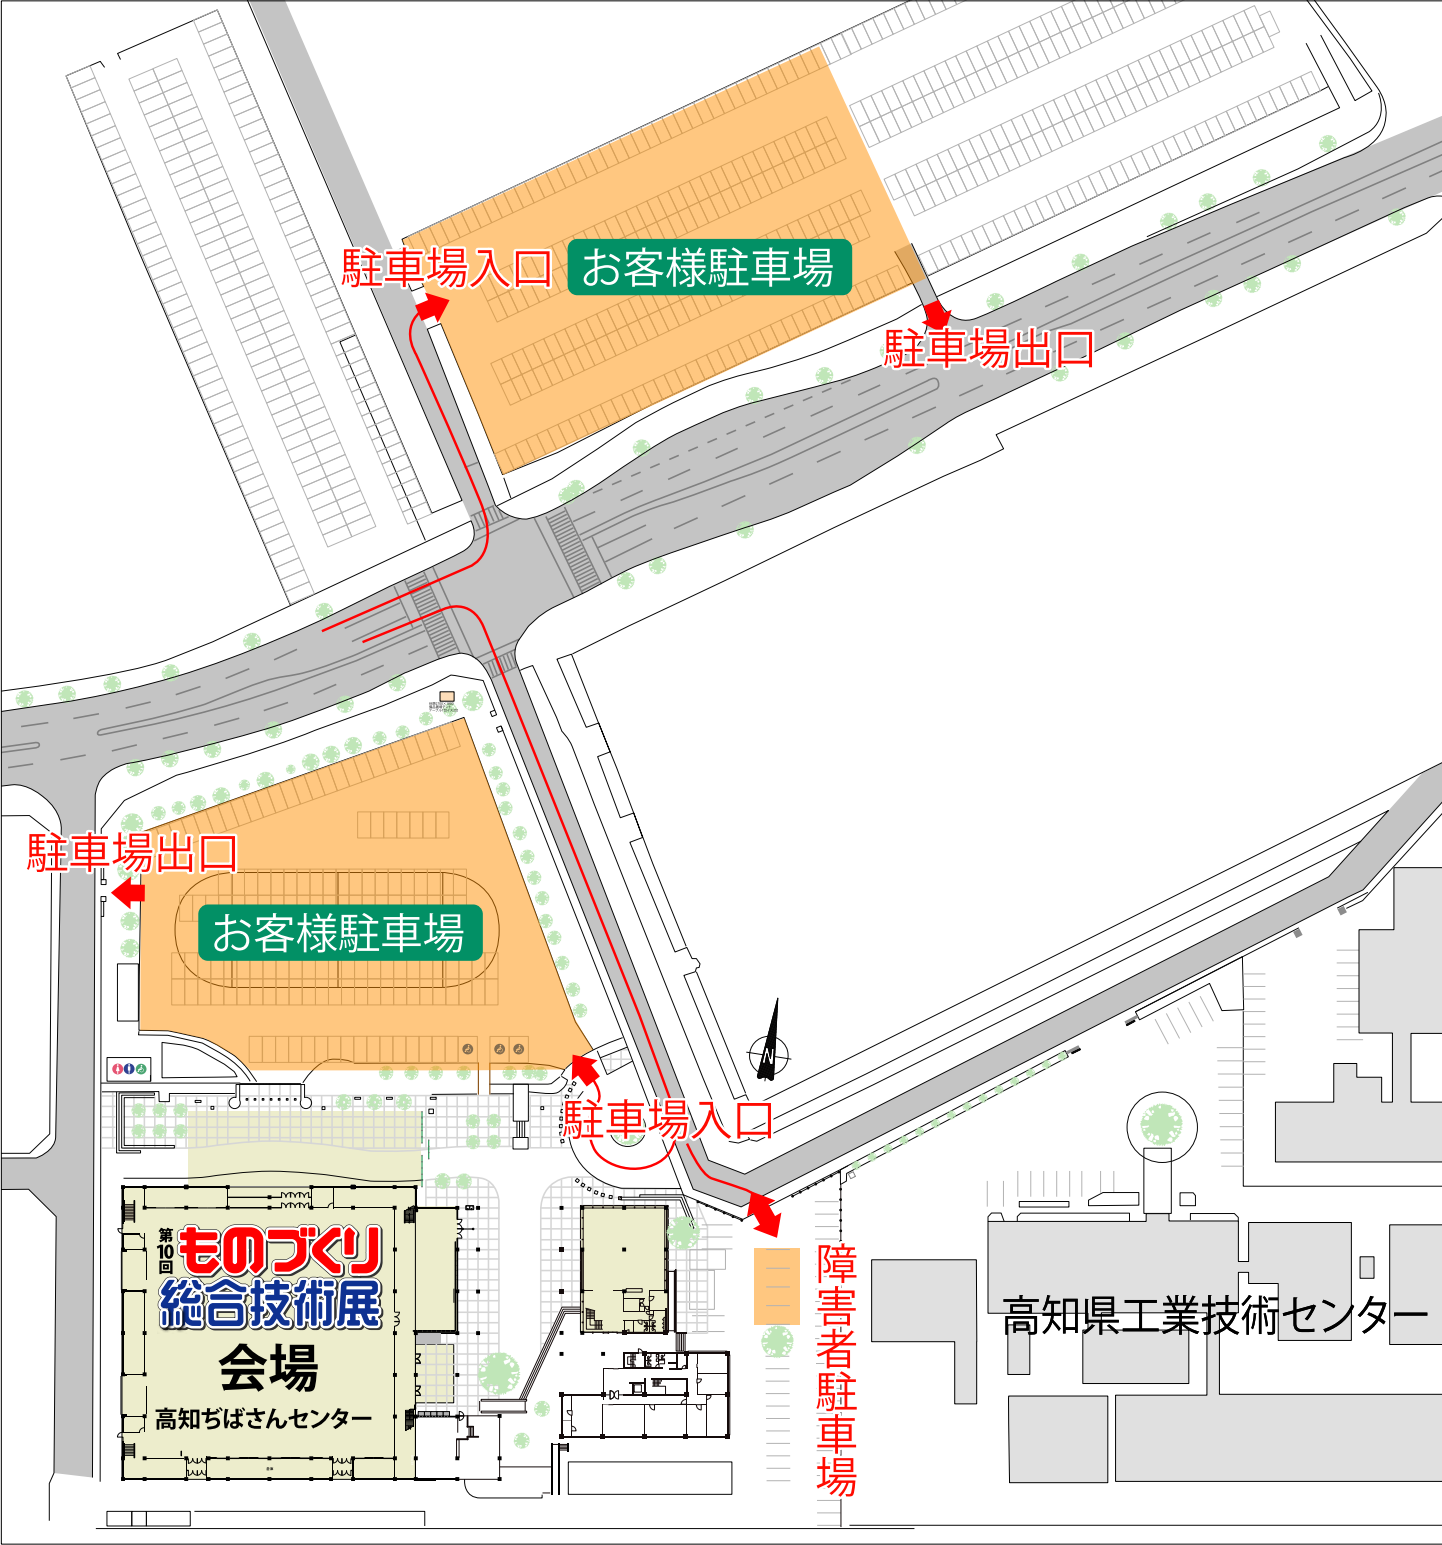 駐車場入口
お客様駐車場
駐車場出口
駐車場出口
お客様駐車場
N
駐車場入口
第10回
ものづくり
総合技術展
会場
高知ぢばさんセンター
障害者駐車場
高知県工業技術センター